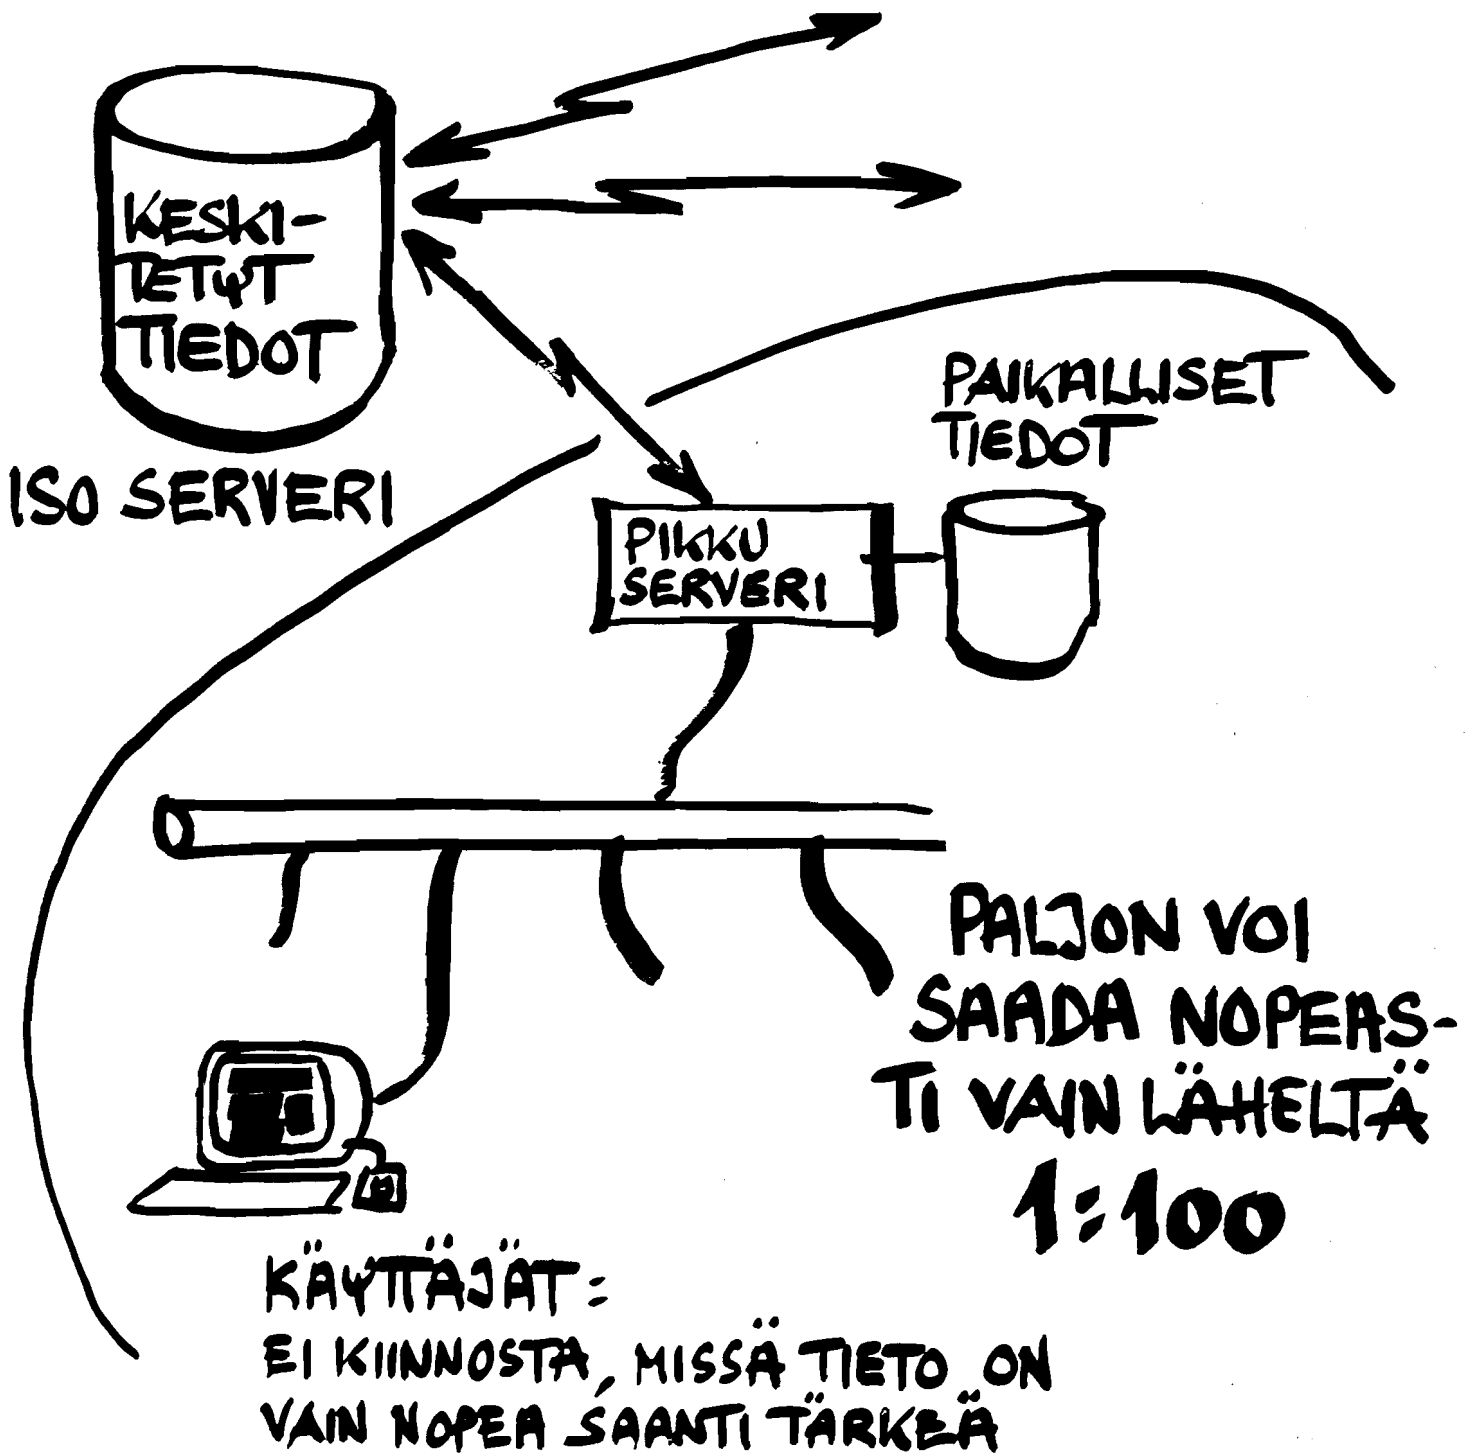 KESKI-
TETYT
TIEDOT
ISO SERVERI
PAIKALLISET
TIEDOT
PIKKU
SERVERI
PALJON VOI
SAADA NOPEAS-
TI VAIN LÄHELTÄ
1:100
KÄYTTÄJÄT:
EI KIINNOSTA, MISSÄ TIETO ON
VAIN NOPEA SAANTI TÄRKEÄ